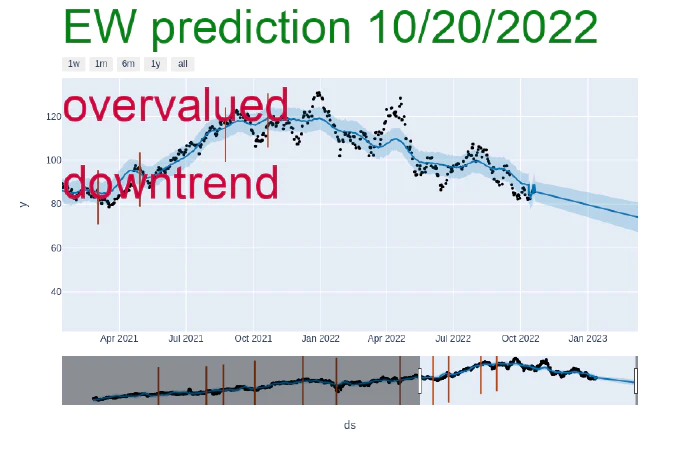 EW prediction 10/20/2022
1w 1m 6m 1y all
overvalued
downtrend
120
100
80
60
40
y
Apr 2021 Jul 2021 Oct 2021 Jan 2022 Apr 2022 Jul 2022 Oct 2022 Jan 2023
ds